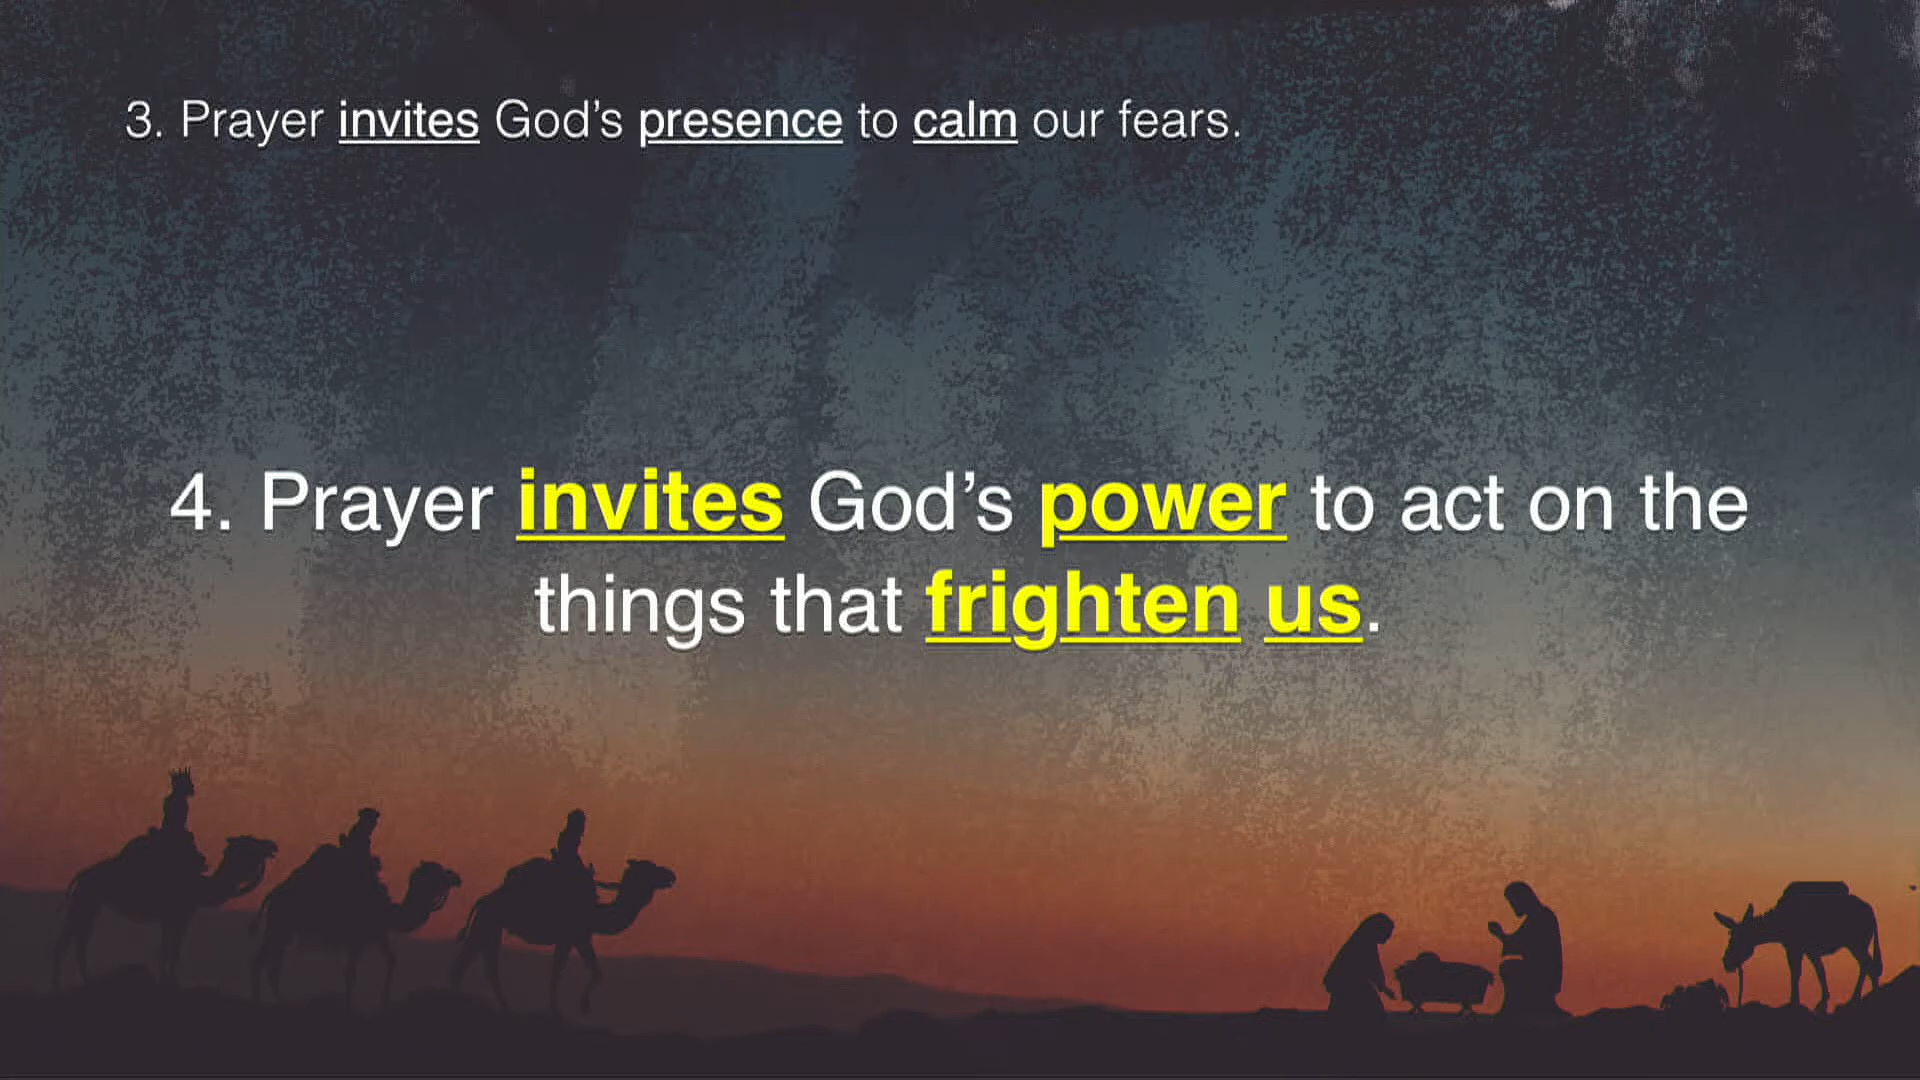 3. Prayer invites God’s presence to calm our fears.
4. Prayer invites God’s power to act on the
things that frighten us.